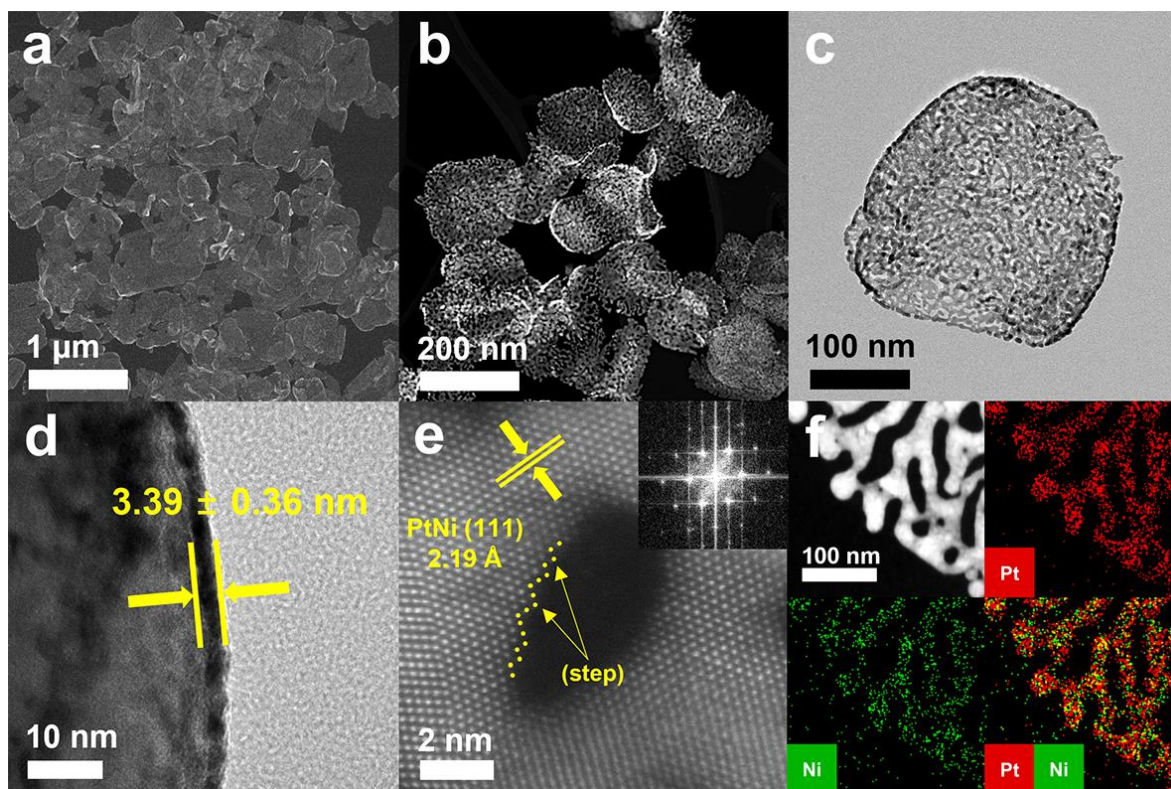 a
1 µm
b
200 nm
c
100 nm
d
3.39 ± 0.36 nm
10 nm
e
PtNi (111)
2.19 Å
(step)
2 nm
f
100 nm
Pt
Ni
Pt Ni